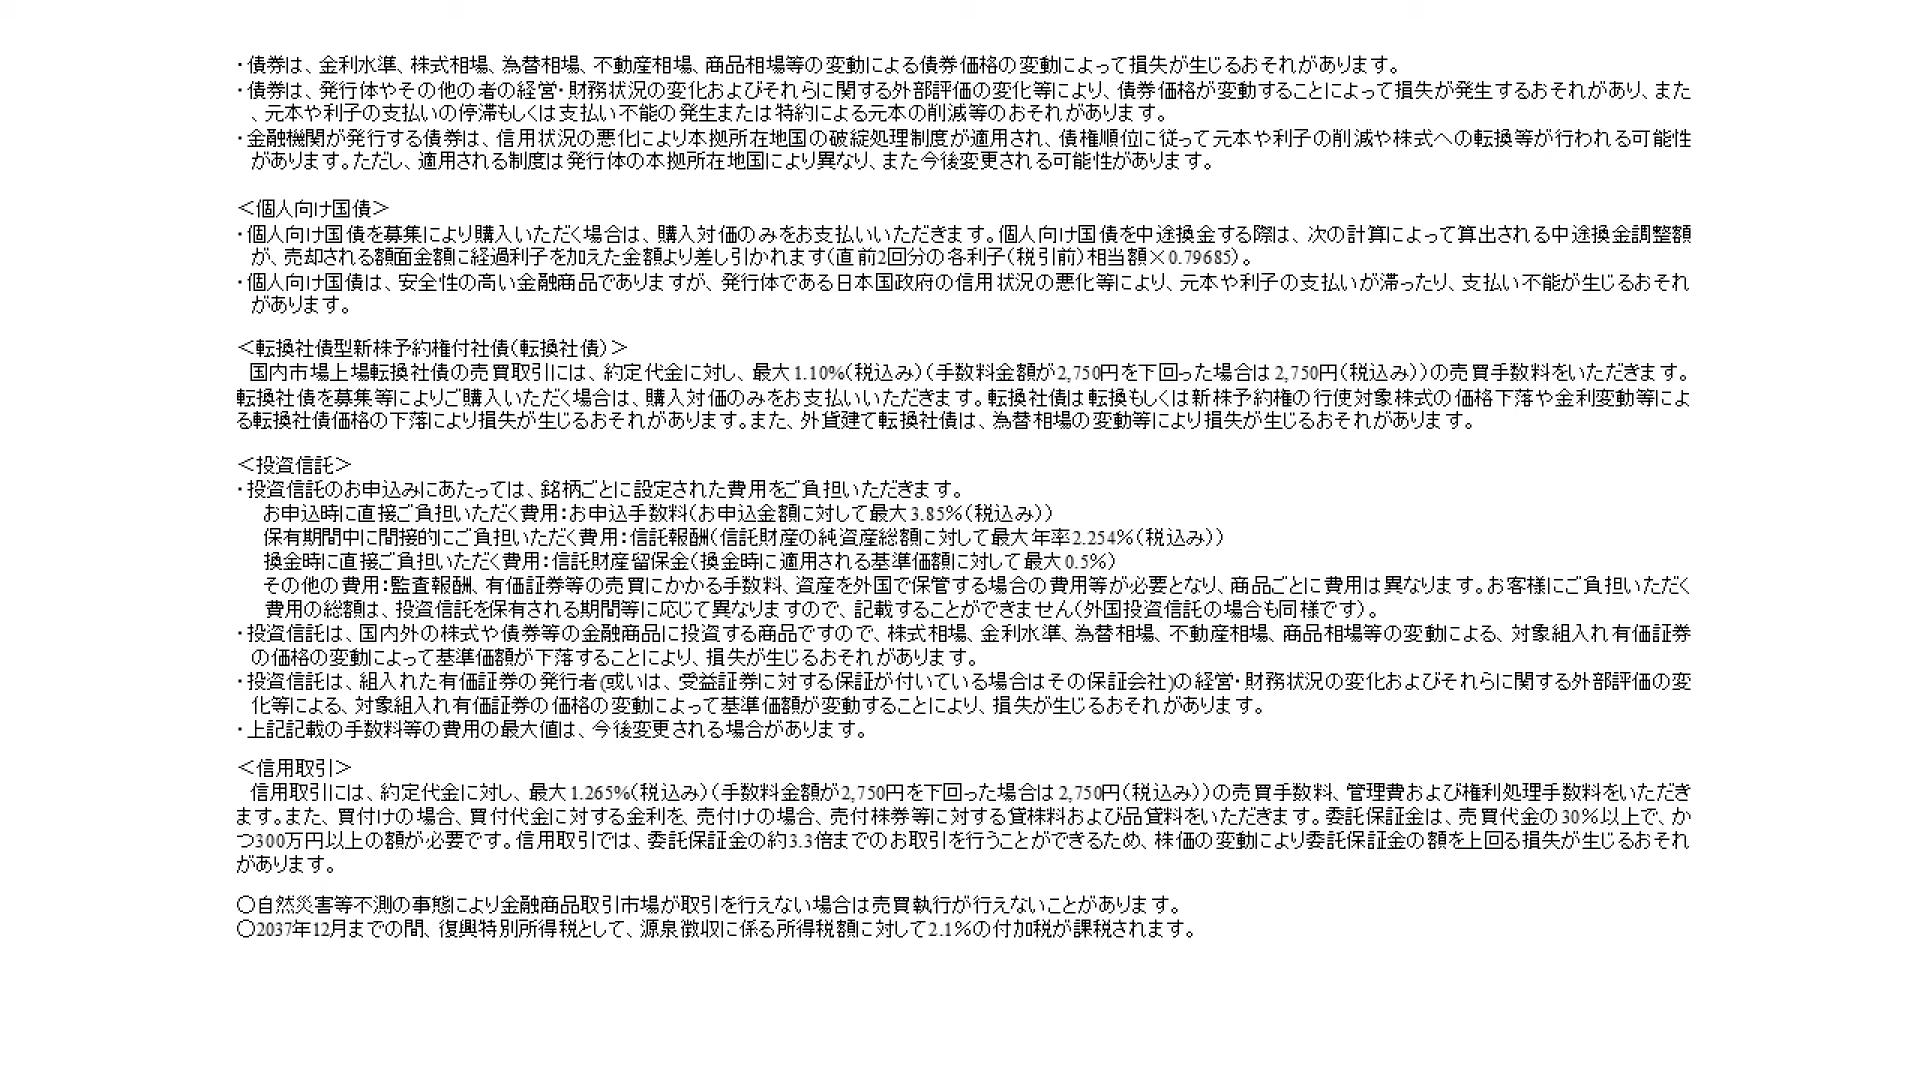 ・債券は、金利水準、株式相場、為替相場、不動産相場、商品相場等の変動による債券価格の変動によって損失が生じるおそれがあります。
・債券は、発行体やその他の者の経営・財務状況の変化およびそれらに関する外部評価の変化等により、債券価格が変動することによって損失が発生するおそれがあり、また
、元本や利子の支払いの停滞もしくは支払い不能の発生または特約による元本の削減等のおそれがあります。
・金融機関が発行する債券は、信用状況の悪化により本拠所在地国の破綻処理制度が適用され、債権順位に従って元本や利子の削減や株式への転換等が行われる可能性
があります。ただし、適用される制度は発行体の本拠所在地国により異なり、また今後変更される可能性があります。
＜個人向け国債＞
・個人向け国債を募集により購入いただく場合は、購入対価のみをお支払いいただきます。個人向け国債を中途換金する際は、次の計算によって算出される中途換金調整額
が、売却される額面金額に経過利子を加えた金額より差し引かれます（直前2回分の各利子（税引前）相当額×0.79685）。
・個人向け国債は、安全性の高い金融商品でありますが、発行体である日本国政府の信用状況の悪化等により、元本や利子の支払いが滞ったり、支払い不能が生じるおそれ
があります。
＜転換社債型新株予約権付社債（転換社債）＞
国内市場上場転換社債の売買取引には、約定代金に対し、最大1.10%（税込み）（手数料金額が2,750円を下回った場合は2,750円（税込み））の売買手数料をいただきます。
転換社債を募集等によりご購入いただく場合は、購入対価のみをお支払いいただきます。転換社債は転換もしくは新株予約権の行使対象株式の価格下落や金利変動等によ
る転換社債価格の下落により損失が生じるおそれがあります。また、外貨建て転換社債は、為替相場の変動等により損失が生じるおそれがあります。
＜投資信託＞
・投資信託のお申込みにあたっては、銘柄ごとに設定された費用をご負担いただきます。
お申込時に直接ご負担いただく費用：お申込手数料（お申込金額に対して最大3.85%（税込み））
保有期間中に間接的にご負担いただく費用：信託報酬（信託財産の純資産総額に対して最大年率2.254%（税込み））
換金時に直接ご負担いただく費用：信託財産留保金（換金時に適用される基準価額に対して最大0.5%）
その他の費用：監査報酬、有価証券等の売買にかかる手数料、資産を外国で保管する場合の費用等が必要となり、商品ごとに費用は異なります。お客様にご負担いただく
費用の総額は、投資信託を保有される期間等に応じて異なりますので、記載することができません（外国投資信託の場合も同様です）。
・投資信託は、国内外の株式や債券等の金融商品に投資する商品ですので、株式相場、金利水準、為替相場、不動産相場、商品相場等の変動による、対象組入れ有価証券
の価格の変動によって基準価額が下落することにより、損失が生じるおそれがあります。
・投資信託は、組入れた有価証券の発行者(或いは、受益証券に対する保証が付いている場合はその保証会社)の経営・財務状況の変化およびそれらに関する外部評価の変
化等による、対象組入れ有価証券の価格の変動によって基準価額が変動することにより、損失が生じるおそれがあります。
・上記記載の手数料等の費用の最大値は、今後変更される場合があります。
＜信用取引＞
信用取引には、約定代金に対し、最大1.265%（税込み）（手数料金額が2,750円を下回った場合は2,750円（税込み））の売買手数料、管理費および権利処理手数料をいただき
ます。また、買付けの場合、買付代金に対する金利を、売付けの場合、売付株券等に対する貸株料および品貸料をいただきます。委託保証金は、売買代金の30%以上で、か
つ300万円以上の額が必要です。信用取引では、委託保証金の約3.3倍までのお取引を行うことができるため、株価の変動により委託保証金の額を上回る損失が生じるおそれ
があります。
○自然災害等不測の事態により金融商品取引市場が取引を行えない場合は売買執行が行えないことがあります。
○2037年12月までの間、復興特別所得税として、源泉徴収に係る所得税額に対して2.1%の付加税が課税されます。